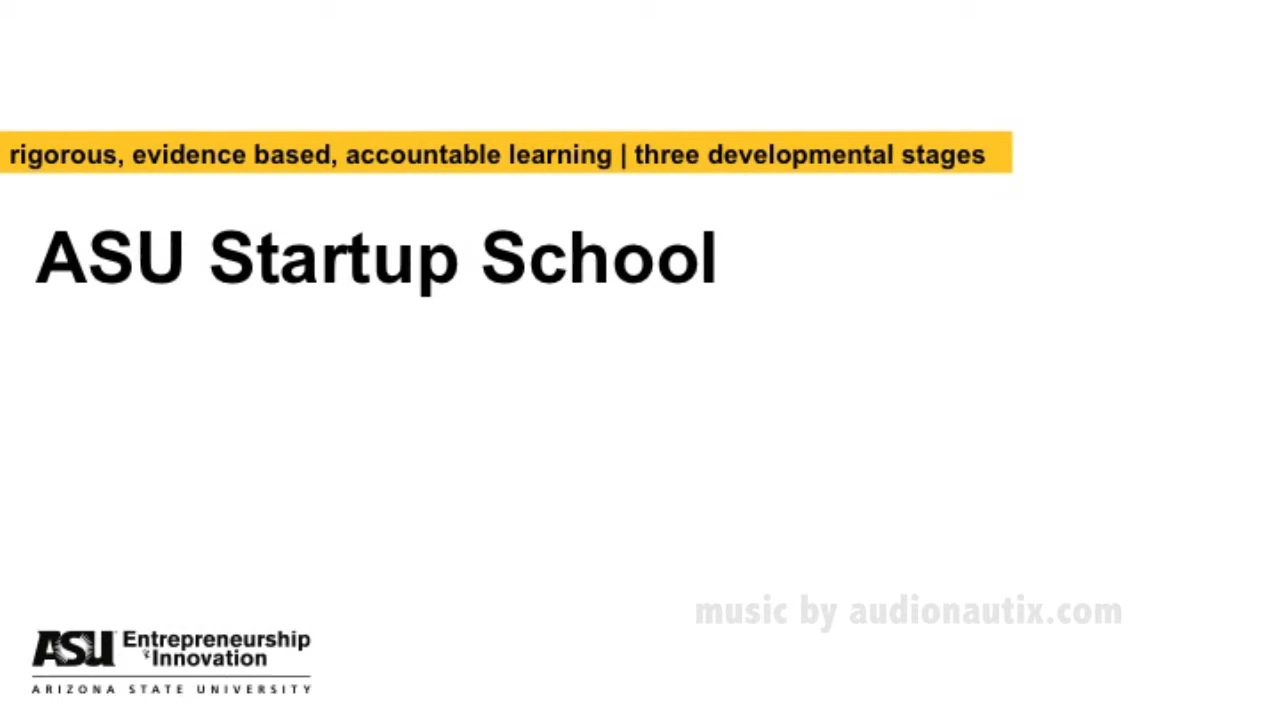 rigorous, evidence based, accountable learning | three developmental stages
ASU Startup School
music by audionautix.com
ASU Entrepreneurship
& Innovation
ARIZONA STATE UNIVERSITY